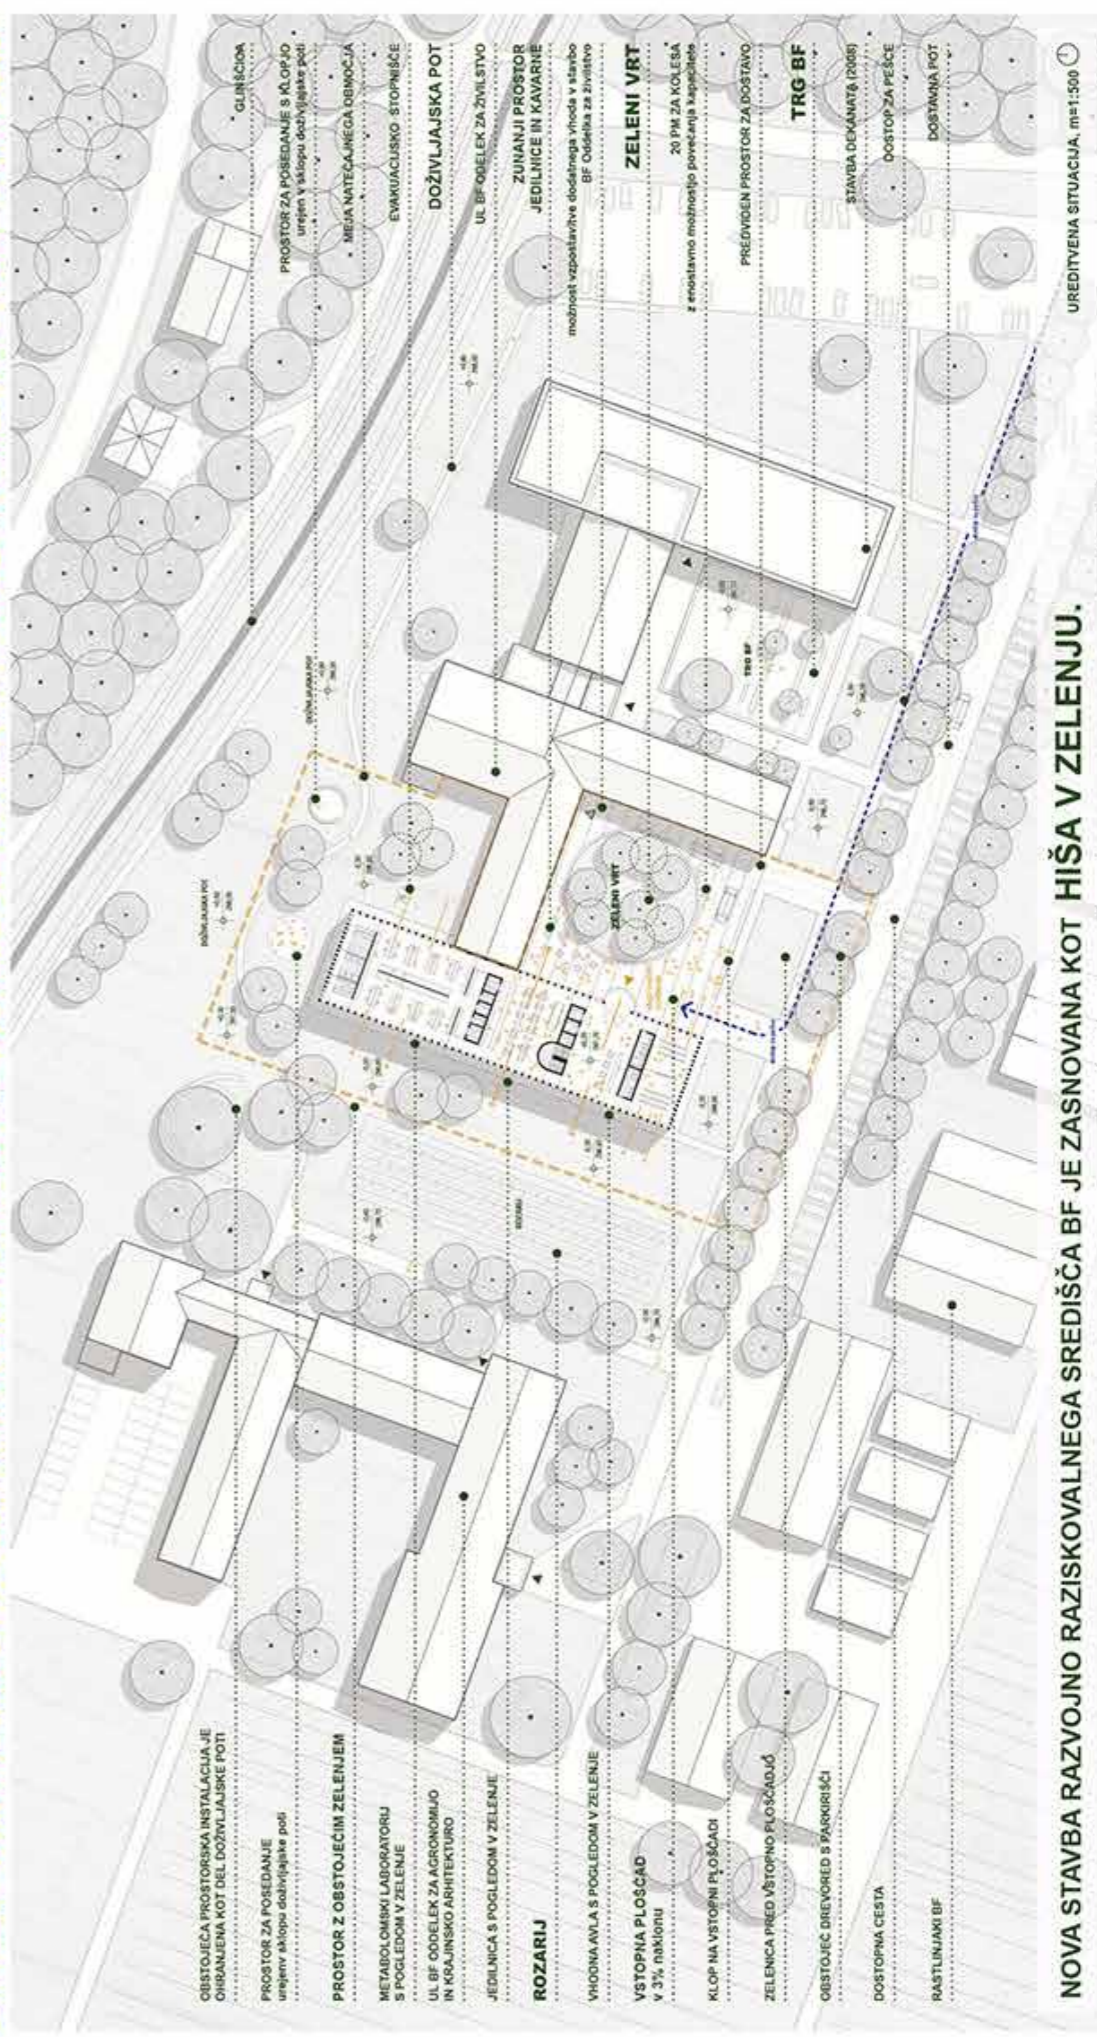 OBSTOJEČA PROSTORSKA INSTALACIJA JE
OHRANJENA KOT DEL DOŽIVLJAJSKE POTI
PROSTOR ZA POSEDANJE
urejenv sklopu doživljajske poti
PROSTOR Z OBSTOJEČIM ZELENJEM
METABOLOMSKI LABORATORIJ
S POGLEDOM V ZELENJE
UL BF ODDELEK ZA AGRONOMIJO
IN KRAJINSKO ARHITEKTURO
JEDILNICA S POGLEDOM V ZELENJE
ROZARIJ
VHODNA AVLA S POGLEDOM V ZELENJE
VSTOPNA PLOŠČAD
v 3% naklonu
KLOP NA VSTOPNI PLOŠČADI
ZELENICA PRED VSTOPNO PLOŠČADJO
OBSTOJEČ DREVORED S PARKIRIŠČI
DOSTOPNA CESTA
RASTLINJAKI BF
GLINŠČICA
PROSTOR ZA POSEDANJE S KLOPJO
urejen v sklopu doživljajske poti
MEJA NATEČAJNEGA OBMOČJA
EVAKUACIJSKO STOPNIŠČE
DOŽIVLJAJSKA POT
UL BF ODELEK ZA ŽIVILSTVO
ZUNANJI PROSTOR
JEDILNICE IN KAVARNE
možnost vzpostavitve dodatnega vhoda v stavbo
BF Oddelka za živilstvo
ZELENI VRT
20 PM ZA KOLESA
z enostavno možnostjo povečanja kapacitete
PREDVIDEN PROSTOR ZA DOSTAVO
TRG BF
STAVBA DEKANATA (2008)
DOSTOP ZA PEŠCE
DOSTAVNA POT
DOŽIVLJAJSKA POT
DOŽIVLJAJSKA POT
ZELENI VRT
TRG BF
NOVA STAVBA RAZVOJNO RAZISKOVALNEGA SREDIŠČA BF JE ZASNOVANA KOT HIŠA V ZELENJU.
UREDITVENA SITUACIJA, m=1:500